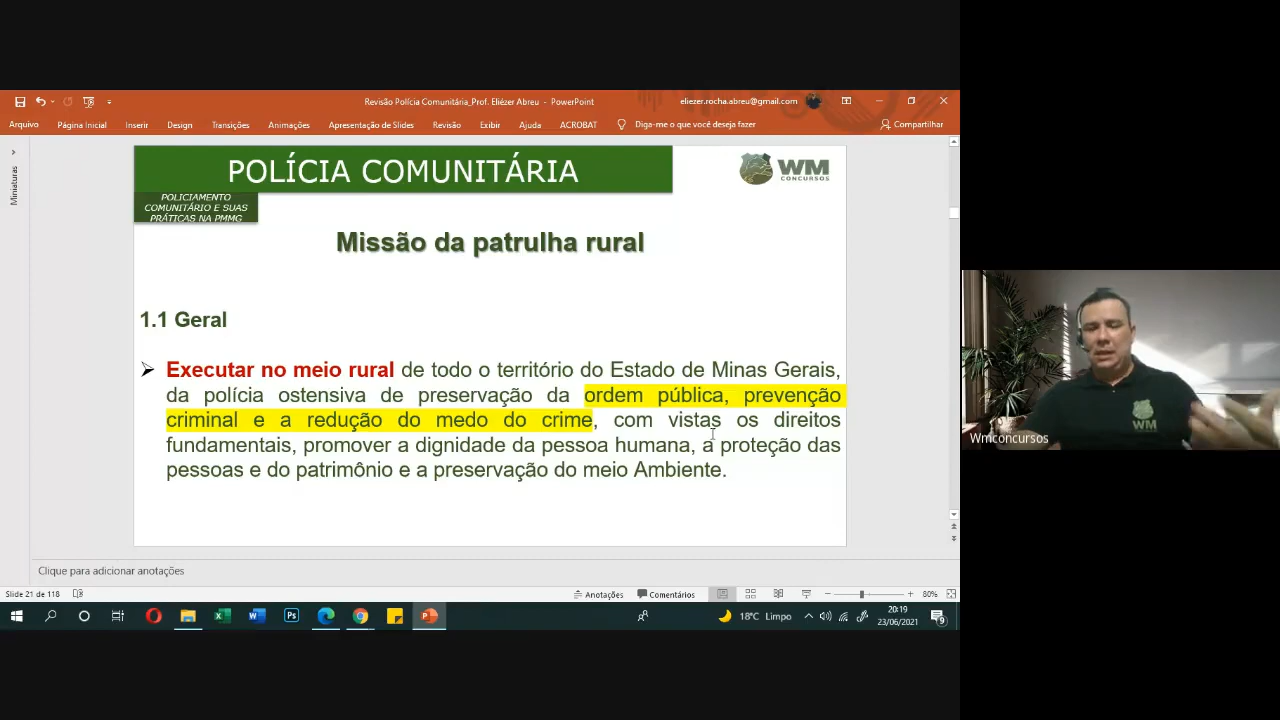 Revisão Polícia Comunitária_Prof. Eliézer Abreu - PowerPoint
eliezer.rocha.abreu@gmail.com
Arquivo Página Inicial Inserir Design Transições Animações Apresentação de Slides Revisão Exibir Ajuda ACROBAT Diga-me o que você deseja fazer Compartilhar
Miniaturas
POLÍCIA COMUNITÁRIA
WM
CONCURSOS
POLICIAMENTO
COMUNITÁRIO E SUAS
PRÁTICAS NA PMMG
Missão da patrulha rural
1.1 Geral
Executar no meio rural de todo o território do Estado de Minas Gerais,
da polícia ostensiva de preservação da ordem pública, prevenção
criminal e a redução do medo do crime, com vistas os direitos
fundamentais, promover a dignidade da pessoa humana, a proteção das
pessoas e do patrimônio e a preservação do meio Ambiente.
WM
Wmconcursos
Clique para adicionar anotações
Slide 21 de 118 Anotações Comentários 80%
18°C Limpo
20:19
23/06/2021
9